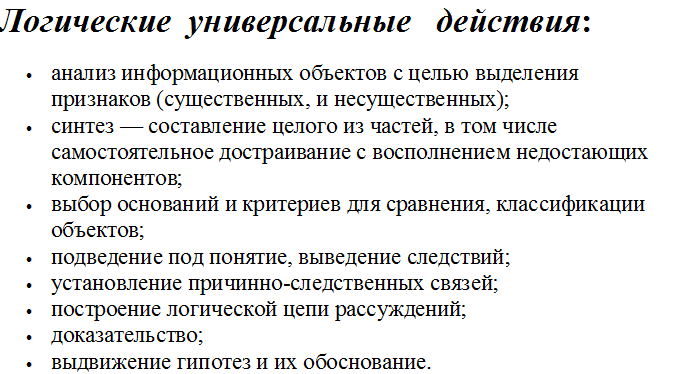 Логические универсальные действия:
• анализ информационных объектов с целью выделения
признаков (существенных, и несущественных);
• синтез — составление целого из частей, в том числе
самостоятельное достраивание с восполнением недостающих
компонентов;
• выбор оснований и критериев для сравнения, классификации
объектов;
• подведение под понятие, выведение следствий;
• установление причинно-следственных связей;
• построение логической цепи рассуждений;
• доказательство;
• выдвижение гипотез и их обоснование.